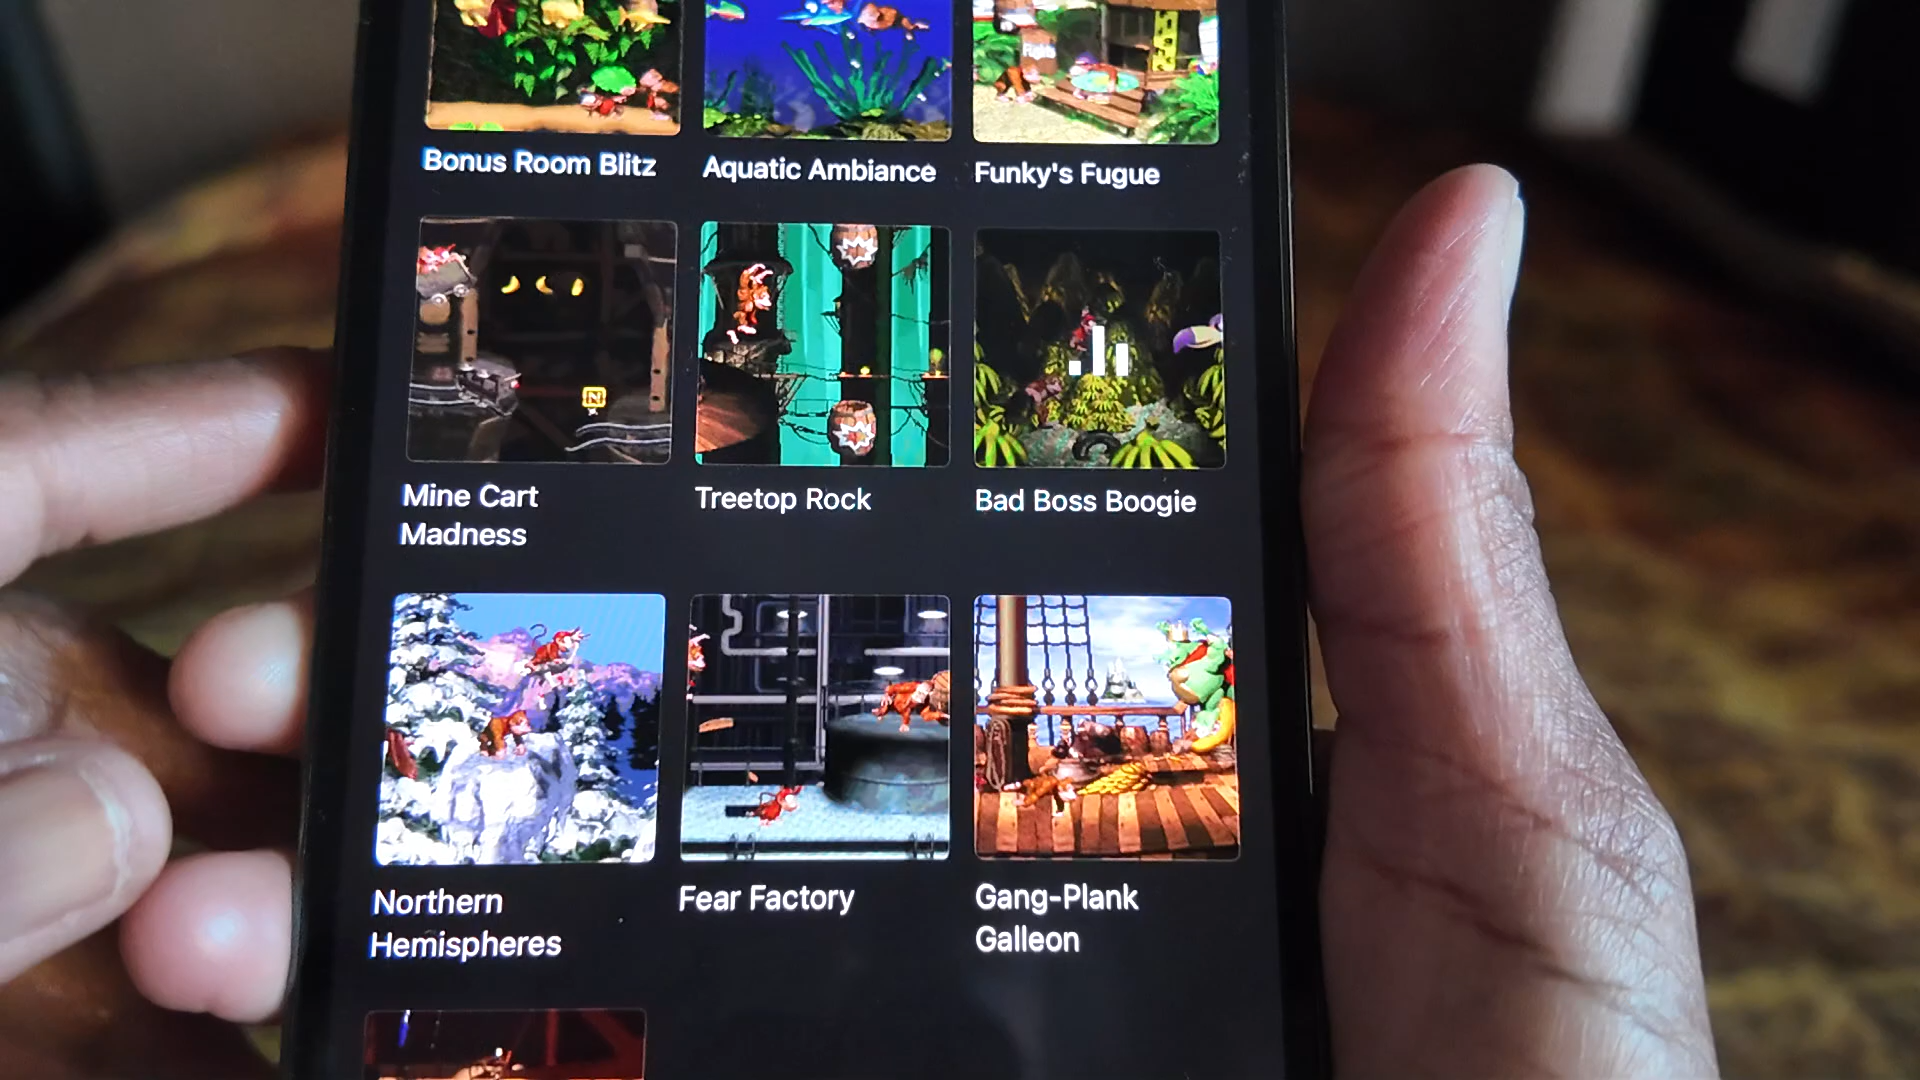 Bonus Room Blitz
Aquatic Ambiance
Funky's Fugue
N
Mine Cart
Madness
Treetop Rock
Bad Boss Boogie
Northern
Hemispheres
Fear Factory
Gang-Plank
Galleon